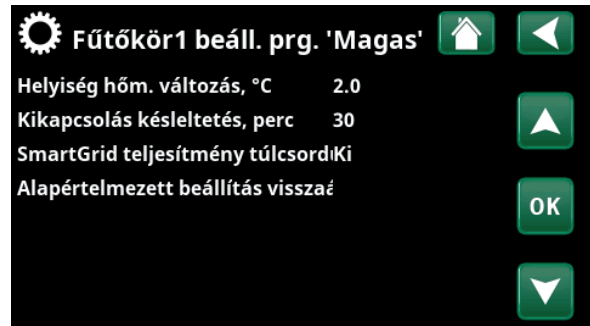 Fűtőkör1 beáll. prg. 'Magas'
Helyiség hőm. változás, °C 2.0
Kikapcsolás késleltetés, perc 30
SmartGrid teljesítmény túlcsordu Ki
Alapértelmezett beállítás visszaá
OK